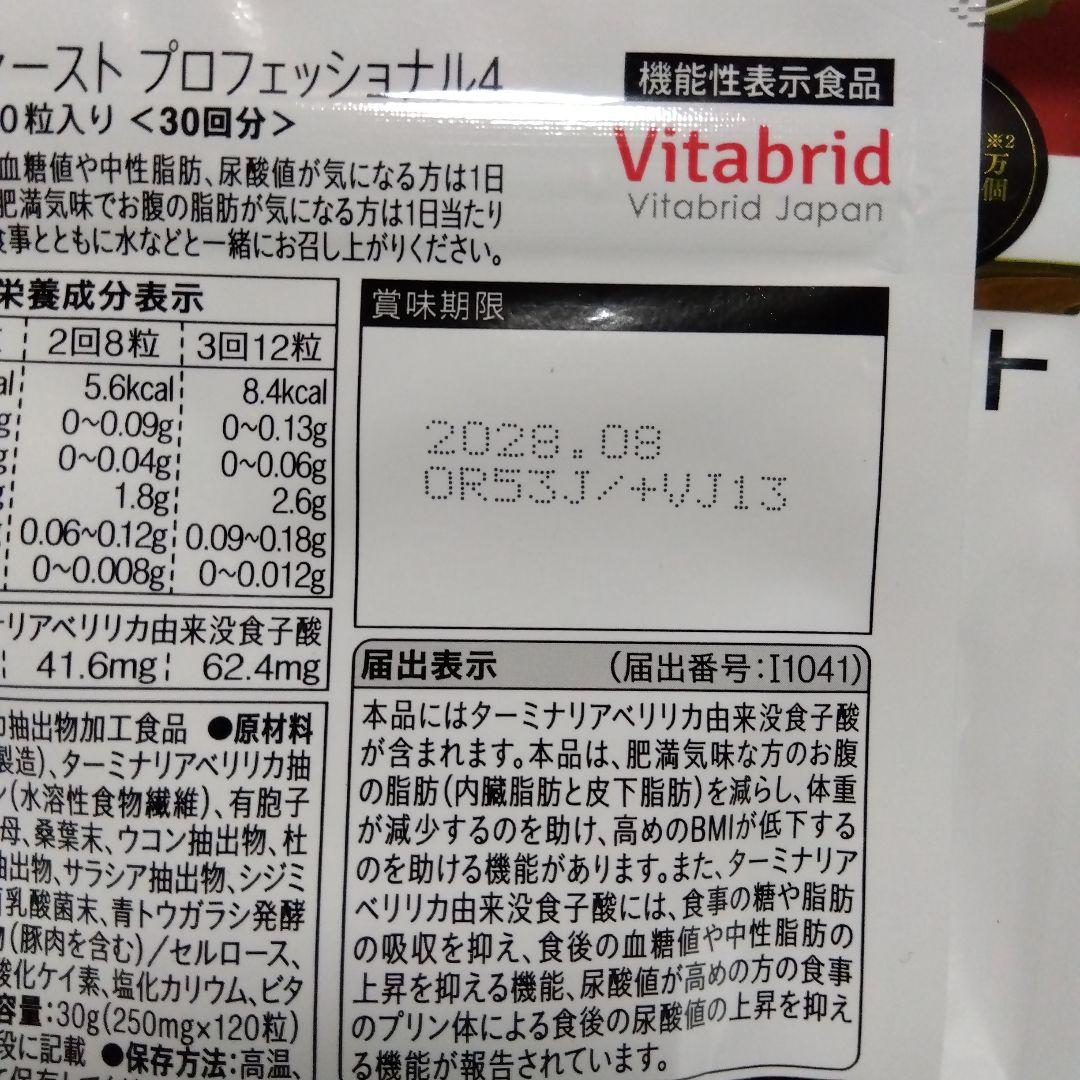 ースト プロフェッショナル4
0粒入り <30回分>
血糖値や中性脂肪、尿酸値が気になる方は1日
肥満気味でお腹の脂肪が気になる方は1日当たり
食事とともに水などと一緒にお召し上がりください。
機能性表示食品
Vitabrid
Vitabrid Japan
※2
万
個
ト
栄養成分表示
2回8粒 3回12粒
5.6kcal 8.4kcal
0~0.09g 0~0.13g
0~0.04g 0~0.06g
1.8g 2.6g
0.06~0.12g 0.09~0.18g
0~0.008g 0~0.012g
リアベリリカ由来没食子酸
41.6mg 62.4mg
抽出物加工食品 ●原材料
製造)、ターミナリアベリリカ抽
ン(水溶性食物繊維)、有胞子
母、桑葉末、ウコン抽出物、杜
抽出物、サラシア抽出物、シジミ
乳酸菌末、青トウガラシ発酵
(豚肉を含む)/セルロース、
酸化ケイ素、塩化カリウム、ビタ
容量:30g(250mg×120粒)
段に記載 ●保存方法:高温、
賞味期限
2028.08
OR53J/+VJ13
届出表示 (届出番号:I1041)
本品にはターミナリアベリリカ由来没食子酸
が含まれます。本品は、肥満気味な方のお腹
の脂肪(内臓脂肪と皮下脂肪)を減らし、体重
が減少するのを助け、高めのBMIが低下する
のを助ける機能があります。また、ターミナリア
ベリリカ由来没食子酸には、食事の糖や脂肪
の吸収を抑え、食後の血糖値や中性脂肪の
上昇を抑える機能、尿酸値が高めの方の食事
のプリン体による食後の尿酸値の上昇を抑え
る機能が報告されています。